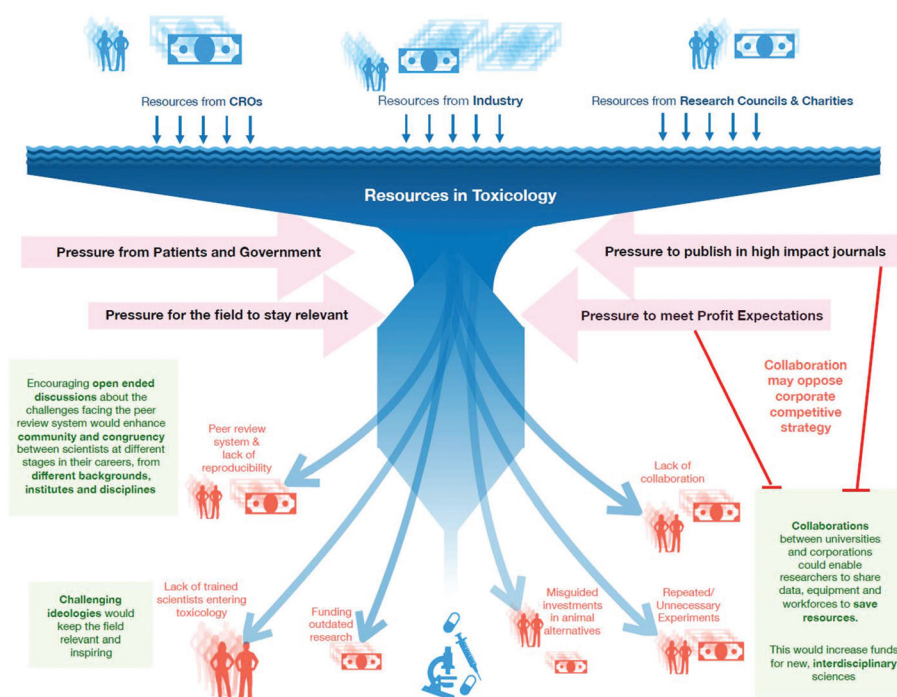 Resources from CROs
Resources from Industry
Resources from Research Councils & Charities
Resources in Toxicology
Pressure from Patients and Government
Pressure to publish in high impact journals
Pressure for the field to stay relevant
Pressure to meet Profit Expectations
Encouraging open ended
discussions about the
challenges facing the peer
review system would enhance
community and congruency
between scientists at different
stages in their careers, from
different backgrounds,
institutes and disciplines
Peer review
system &
lack of
reproducibility
Collaboration
may oppose
corporate
competitive
strategy
Lack of
collaboration
Collaborations
between universities
and corporations
could enable
researchers to share
data, equipment and
workforces to save
resources.
This would increase funds
for new, interdisciplinary
sciences
Challenging
ideologies would
keep the field
relevant and
inspiring
Lack of trained
scientists entering
toxicology
Funding
outdated
research
Misguided
investments
in animal
alternatives
Repeated/
Unnecessary
Experiments